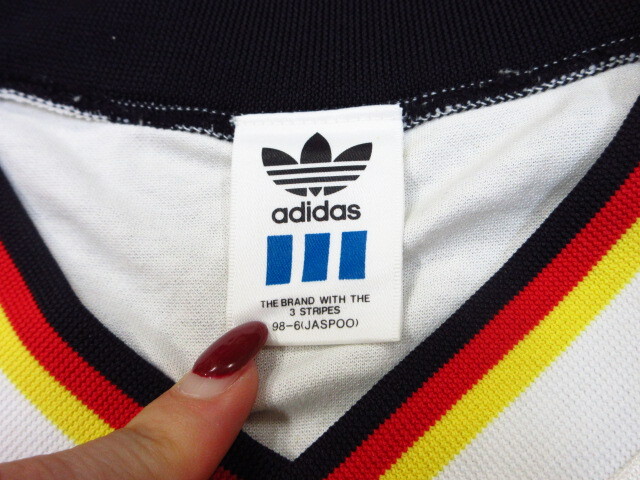 adidas
THE BRAND WITH THE
3 STRIPES
98-6(JASPOO)